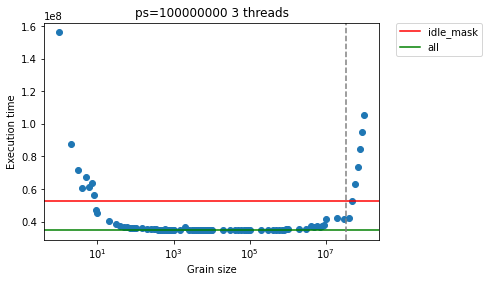 ps=100000000 3 threads
1e8
1.6
1.4
1.2
1.0
0.8
0.6
0.4
Execution time
10^1
10^3
10^5
10^7
Grain size
idle_mask
all